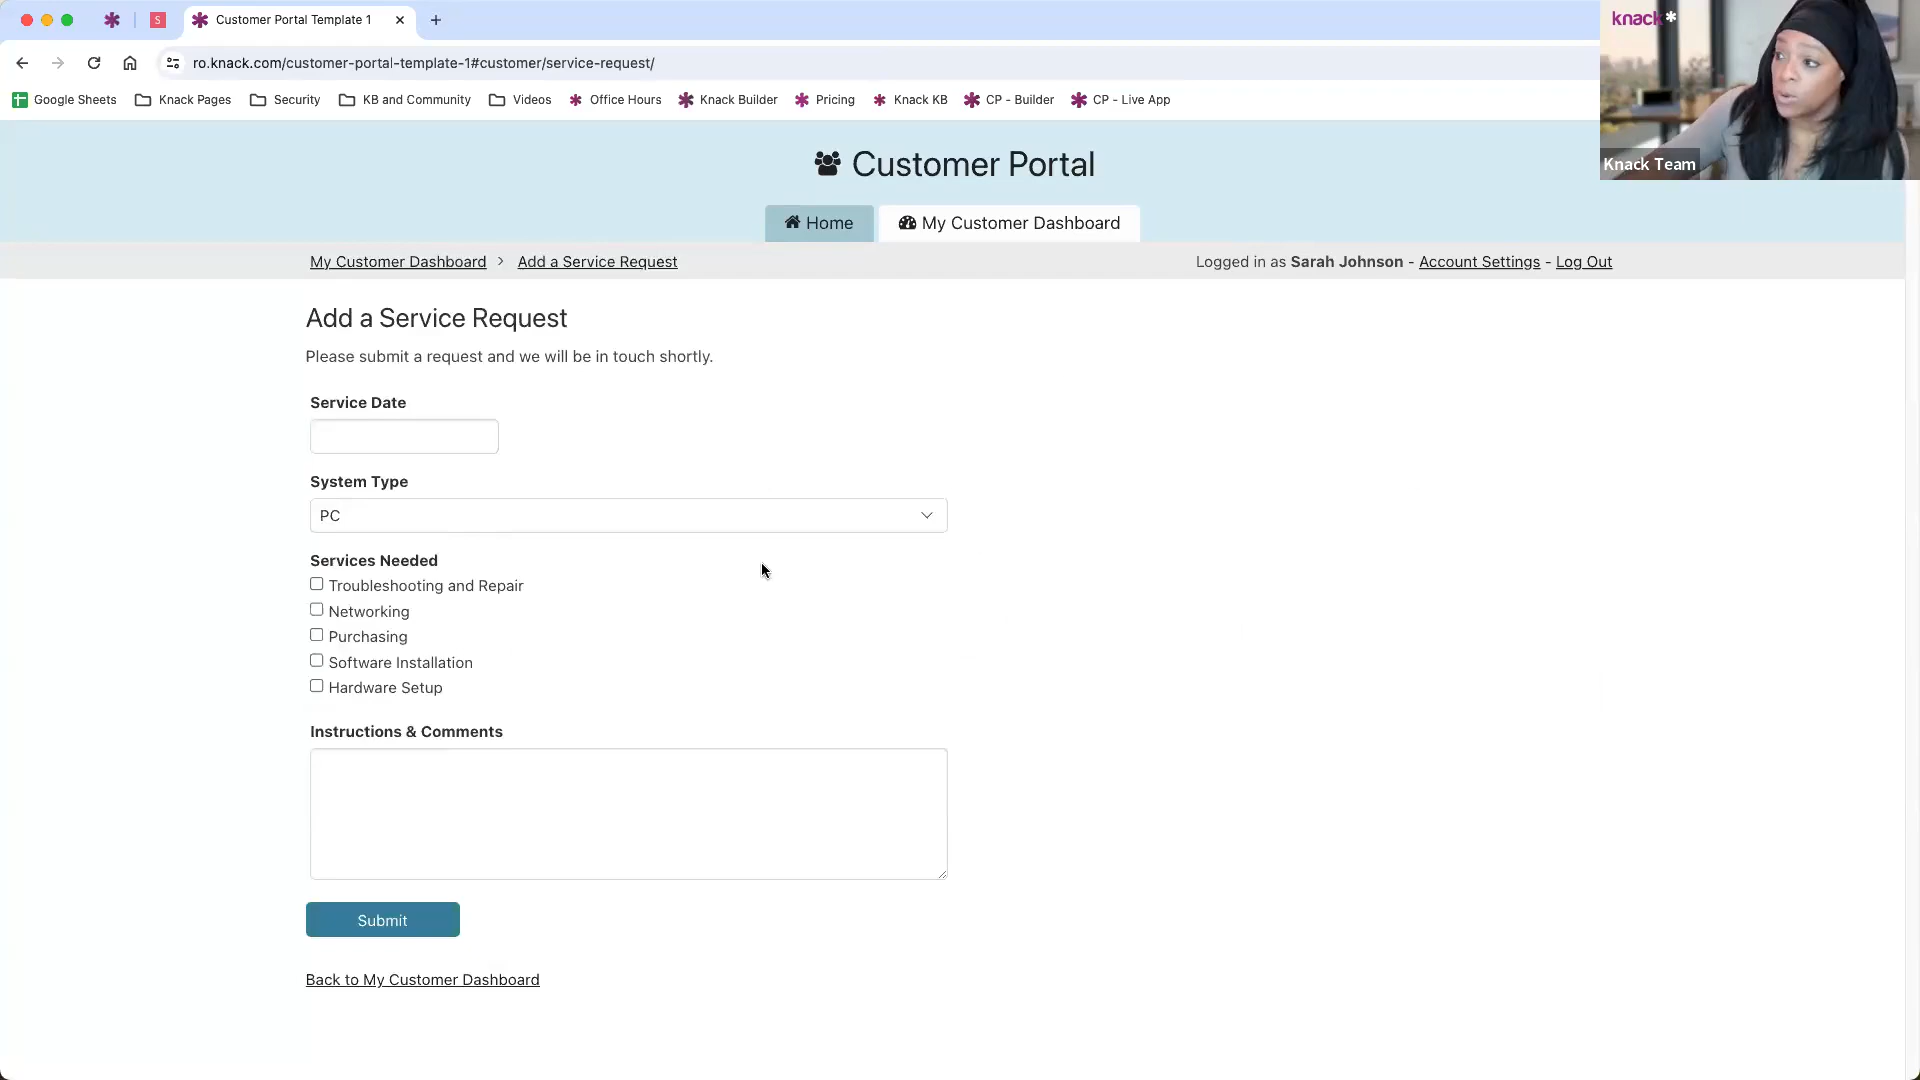 S
Customer Portal Template 1
knack*
ro.knack.com/customer-portal-template-1#customer/service-request/
Google Sheets
Knack Pages
Security
KB and Community
Videos
Office Hours
Knack Builder
Pricing
Knack KB
CP - Builder
CP - Live App
Knack Team
Customer Portal
Home
My Customer Dashboard
My Customer Dashboard > Add a Service Request
Logged in as Sarah Johnson - Account Settings - Log Out
Add a Service Request
Please submit a request and we will be in touch shortly.
Service Date
System Type
PC
Services Needed
Troubleshooting and Repair
Networking
Purchasing
Software Installation
Hardware Setup
Instructions & Comments
Submit
Back to My Customer Dashboard